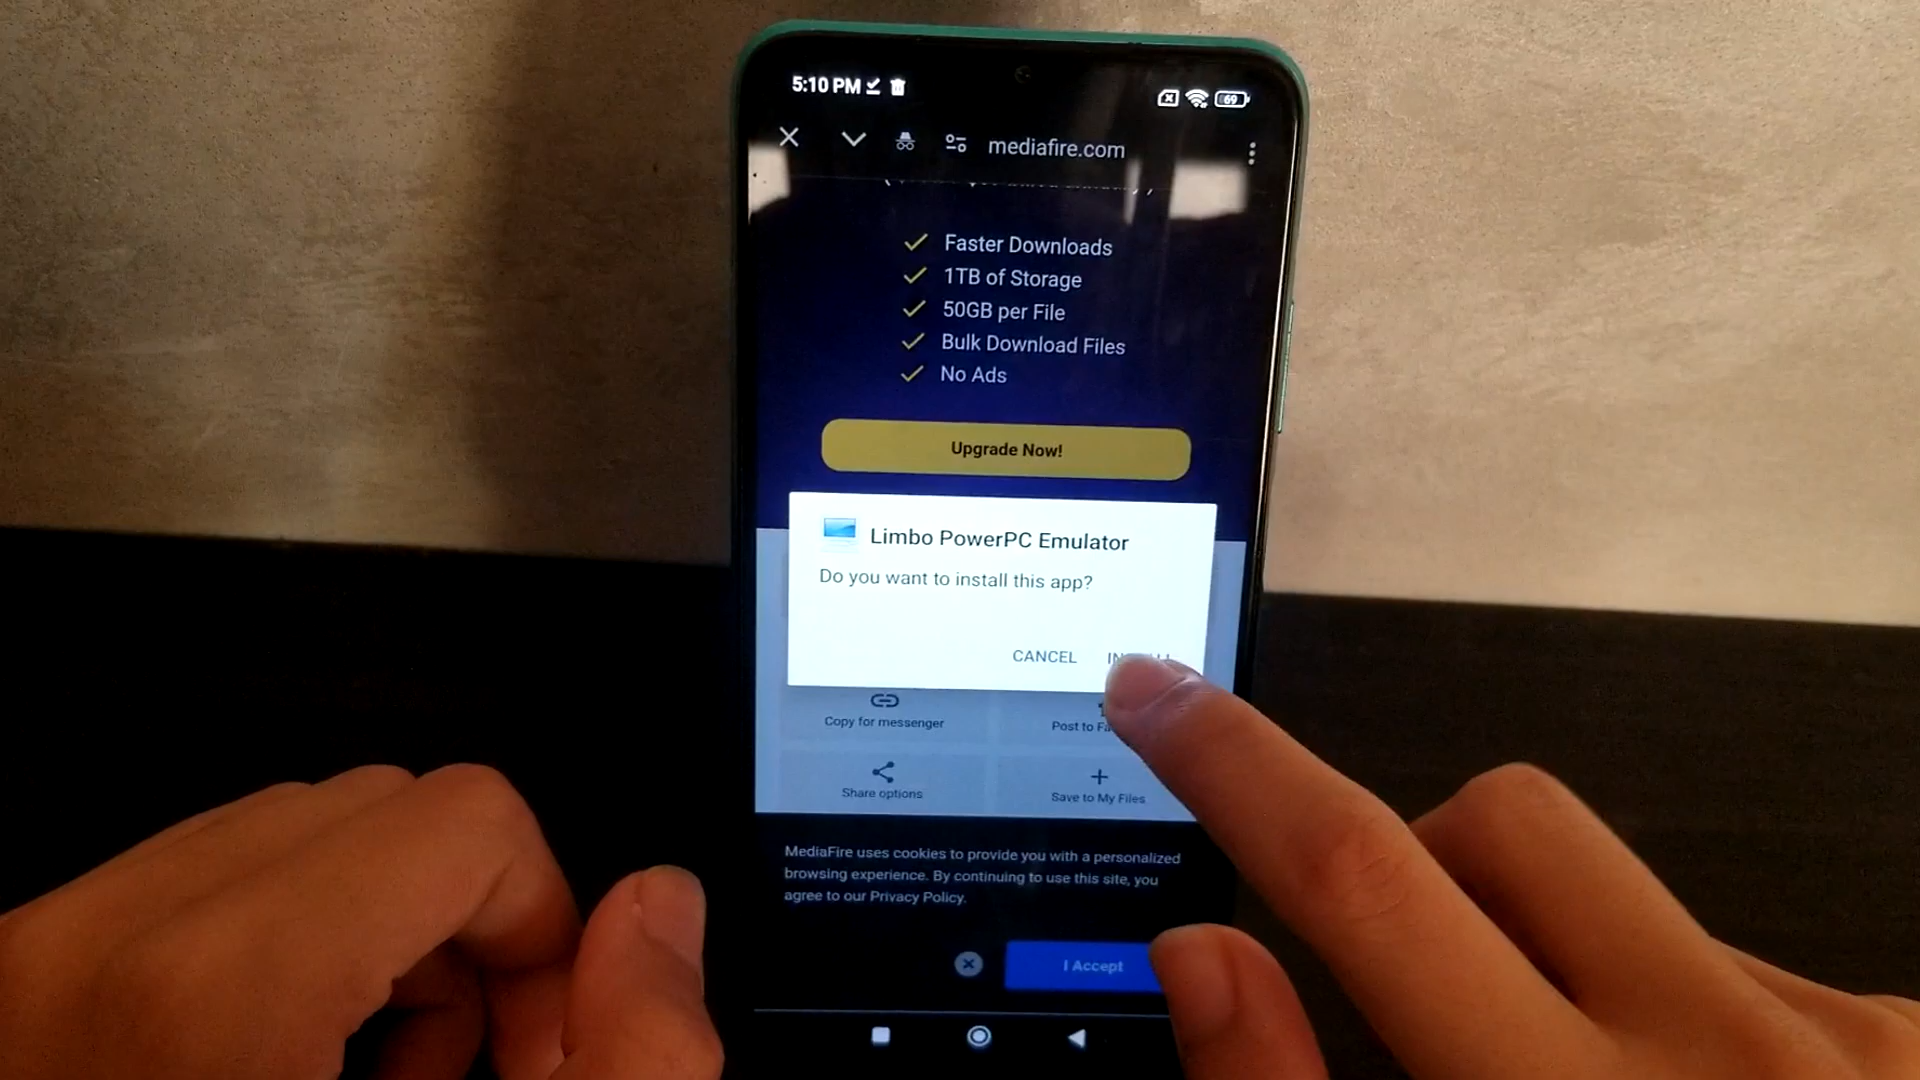 5:10 PM
69
mediafire.com
Faster Downloads
1TB of Storage
50GB per File
Bulk Download Files
No Ads
Upgrade Now!
Limbo PowerPC Emulator
Do you want to install this app?
CANCEL
Copy for messenger
Post to
Share options
Save to My Files
MediaFire uses cookies to provide you with a personalized
browsing experience. By continuing to use this site, you
agree to our Privacy Policy.
I Accept